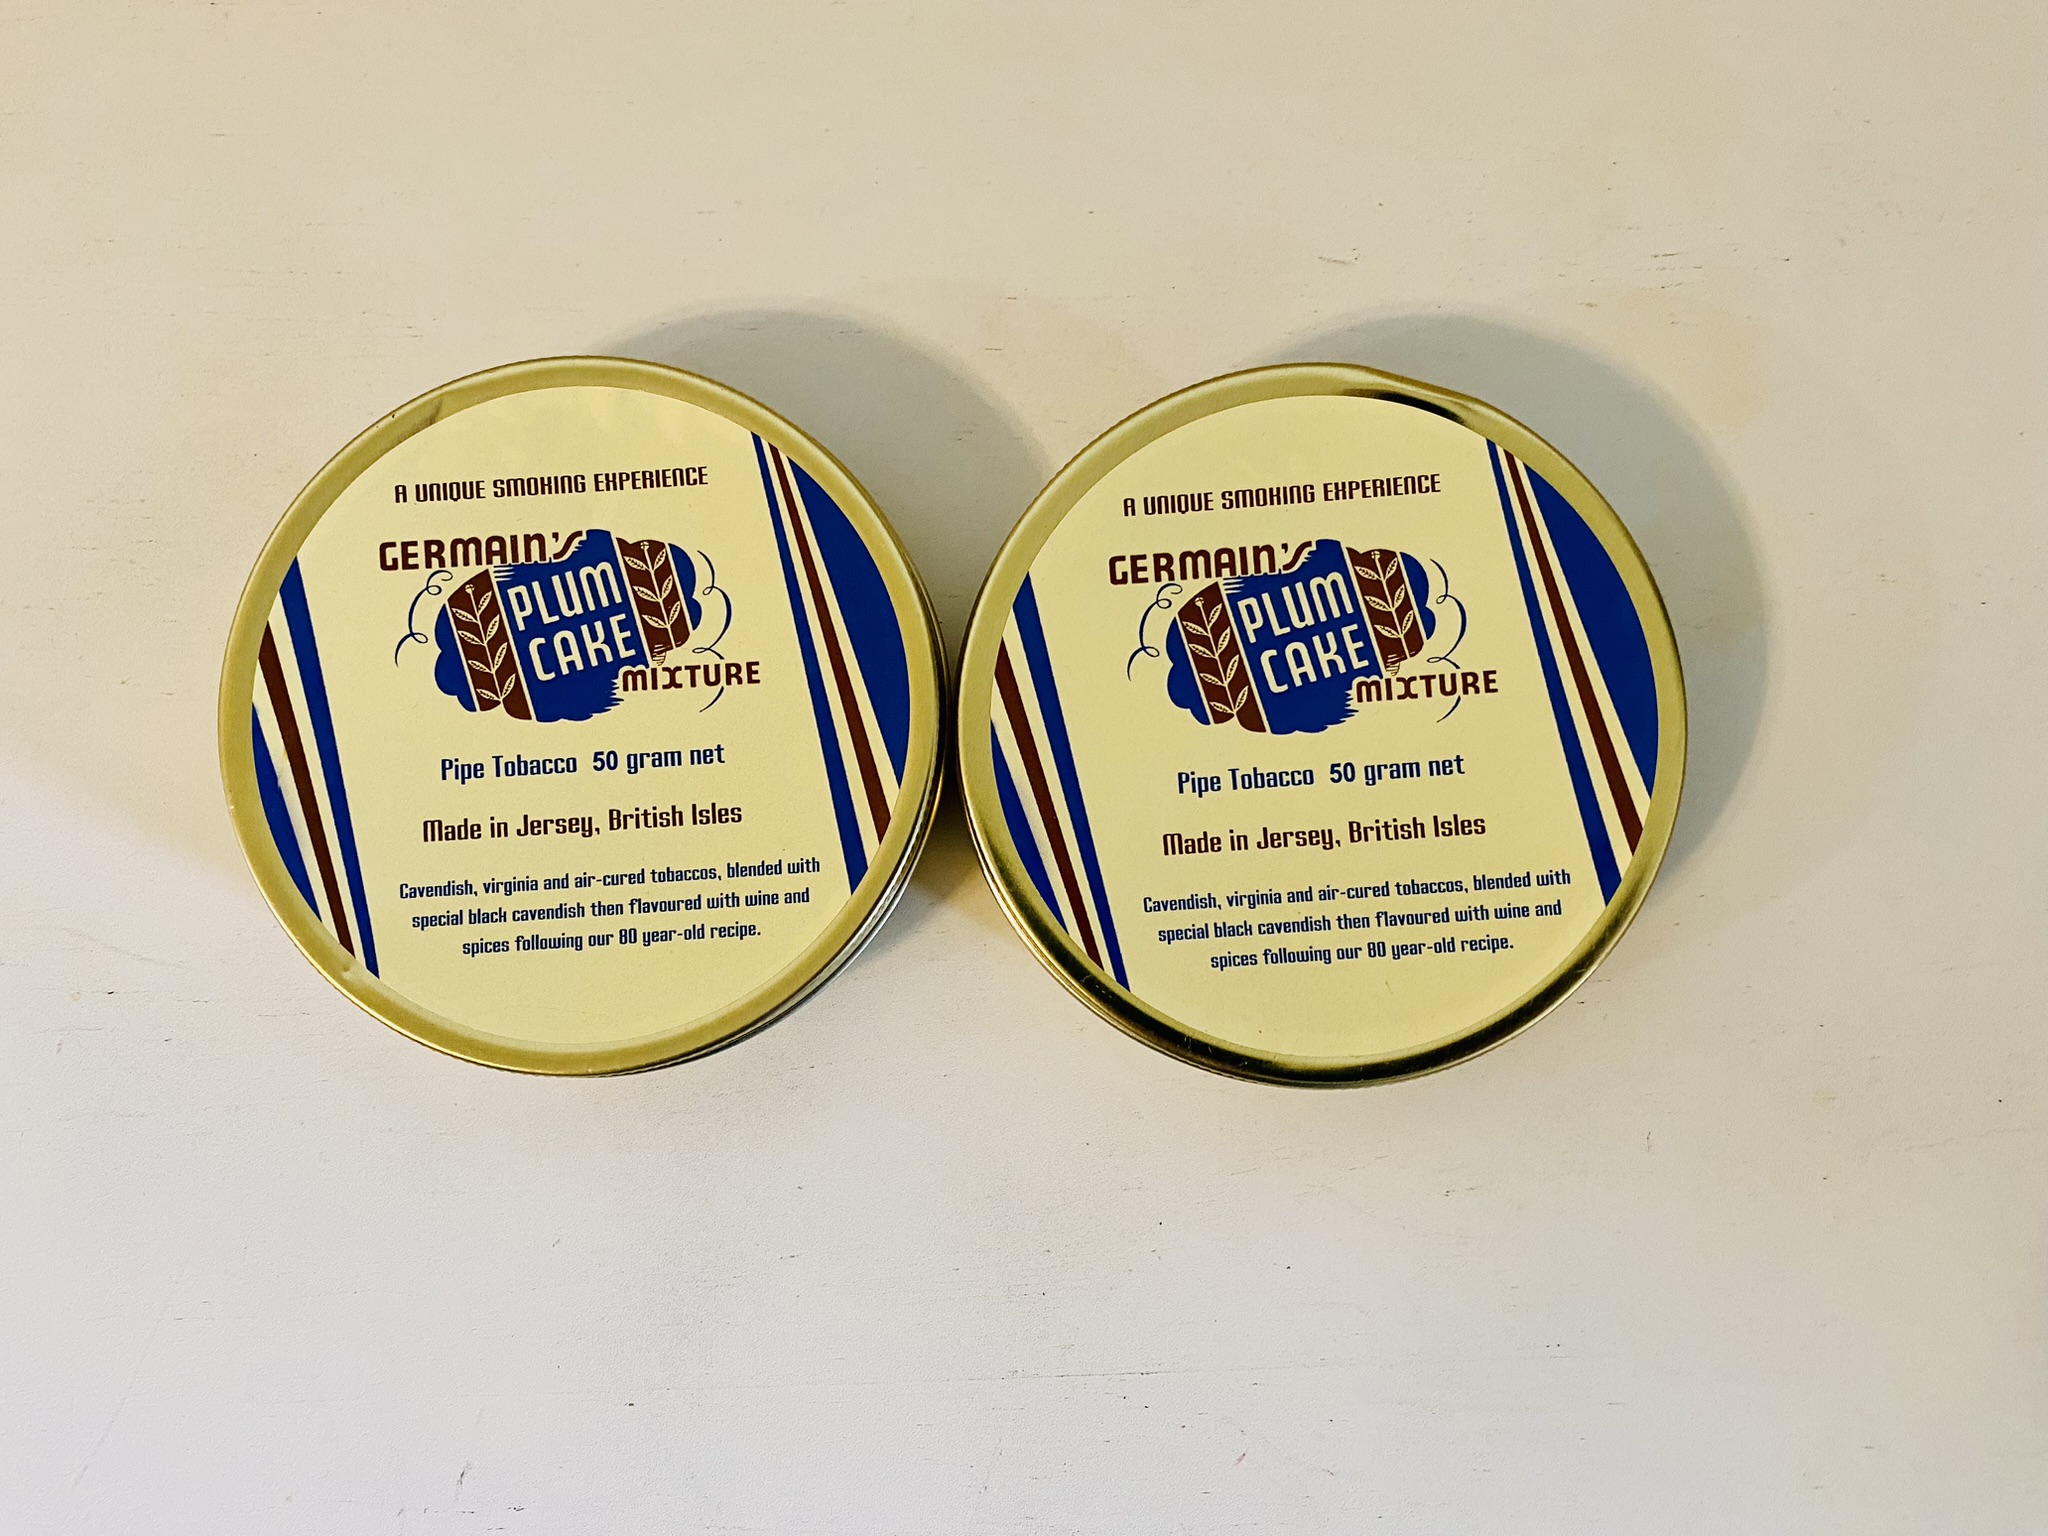 A UNIQUE SMOKING EXPERIENCE
GERMAIN'S
PLUM
CAKE
MIXTURE
Pipe Tobacco 50 gram net
Made in Jersey, British Isles
Cavendish, virginia and air-cured tobaccos, blended with
special black cavendish then flavoured with wine and
spices following our 80 year-old recipe.
A UNIQUE SMOKING EXPERIENCE
GERMAIN'S
PLUM
CAKE
MIXTURE
Pipe Tobacco 50 gram net
Made in Jersey, British Isles
Cavendish, virginia and air-cured tobaccos, blended with
special black cavendish then flavoured with wine and
spices following our 80 year-old recipe.